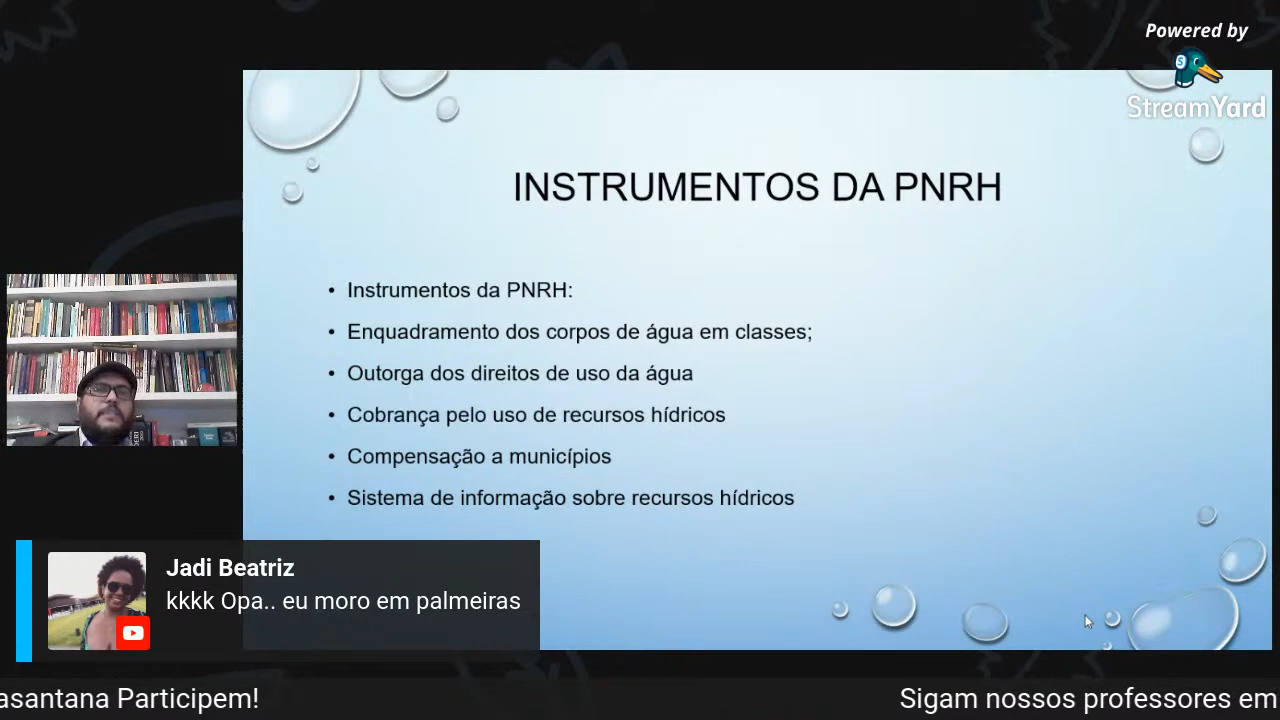 Powered by
StreamYard
INSTRUMENTOS DA PNRH
• Instrumentos da PNRH:
• Enquadramento dos corpos de água em classes;
• Outorga dos direitos de uso da água
• Cobrança pelo uso de recursos hídricos
• Compensação a municípios
• Sistema de informação sobre recursos hídricos
Jadi Beatriz
kkkk Opa.. eu moro em palmeiras
asantana Participem!
Sigam nossos professores em